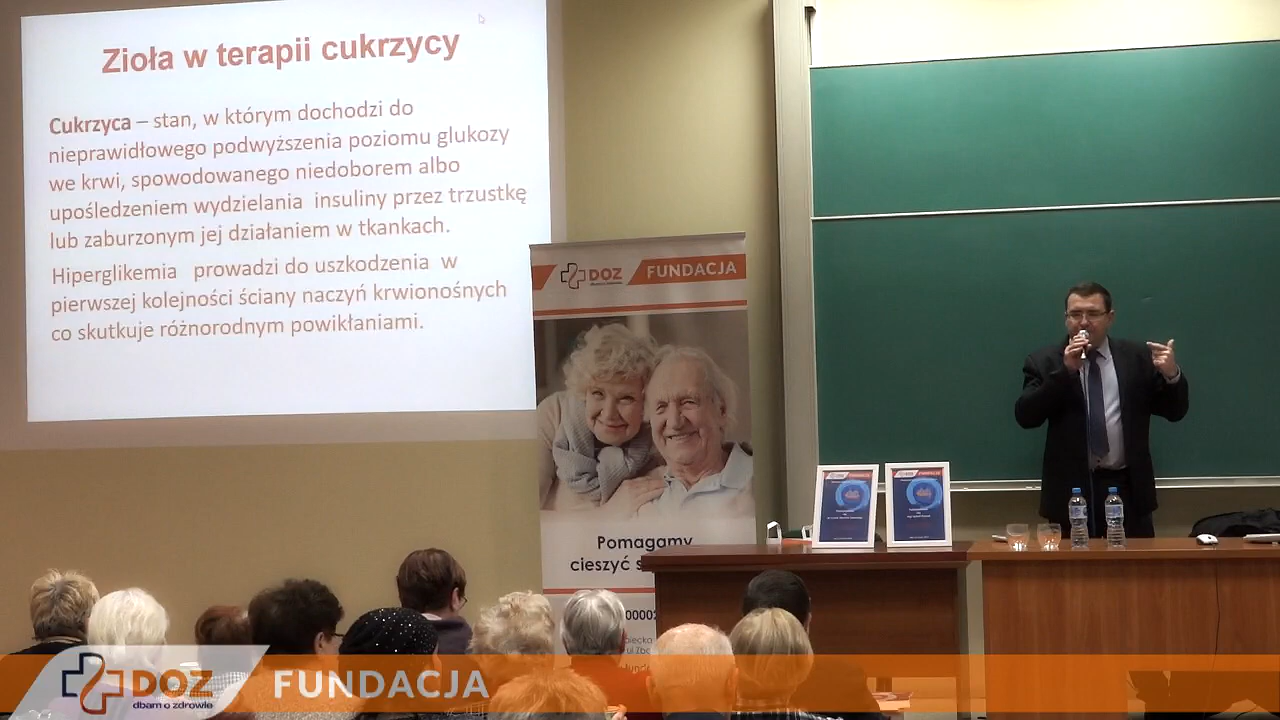 Zioła w terapii cukrzycy
Cukrzyca – stan, w którym dochodzi do
nieprawidłowego podwyższenia poziomu glukozy
we krwi, spowodowanego niedoborem albo
upośledzeniem wydzielania insuliny przez trzustkę
lub zaburzonym jej działaniem w tkankach.
Hiperglikemia prowadzi do uszkodzenia w
pierwszej kolejności ściany naczyń krwionośnych
co skutkuje różnorodnym powikłaniami.
DOZ FUNDACJA
Pomagamy
cieszyć
DOZ FUNDACJA
dbam o zdrowie